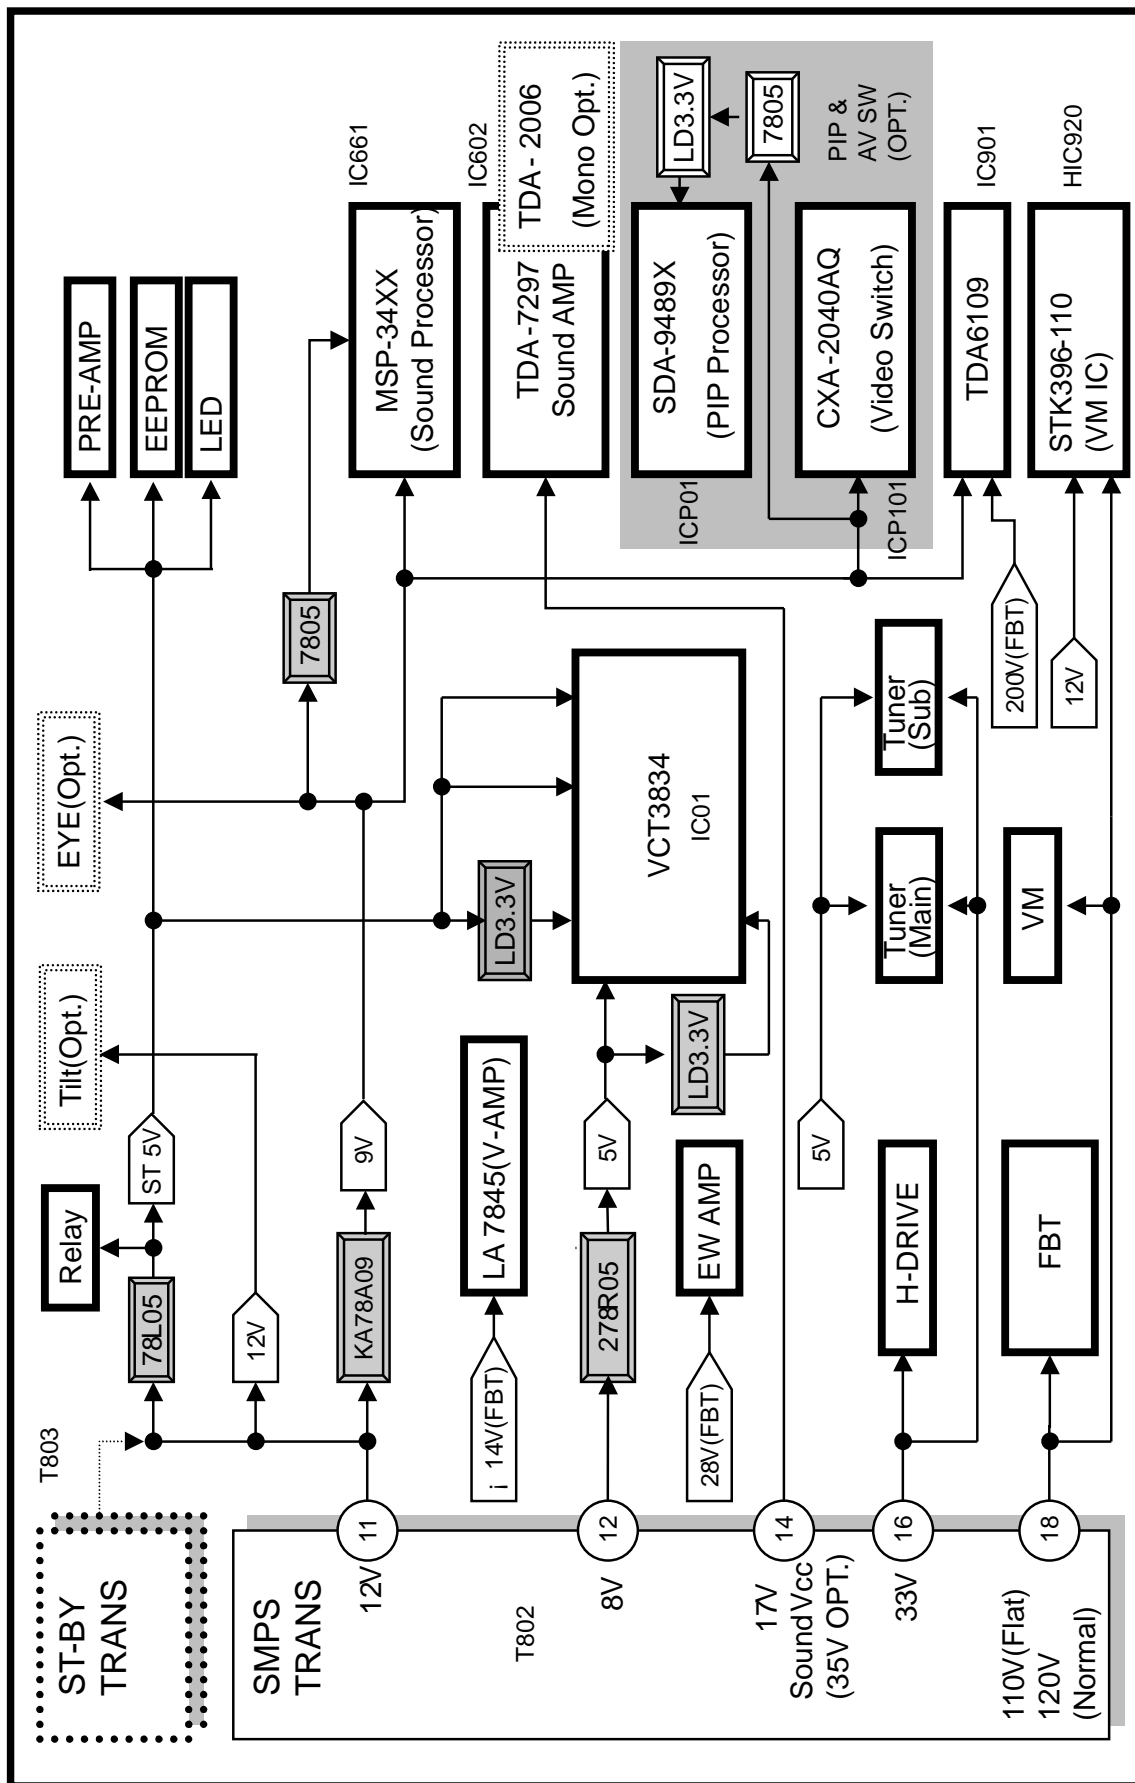 ST-BY
TRANS
T803
SMPS
TRANS
T802
11
12V
12
8V
14
17V
Sound Vcc
(35V OPT.)
16
33V
18
110V(Flat)
120V
(Normal)
Relay
78L05
ST 5V
12V
Tilt(Opt.)
KA78A09
9V
EYE(Opt.)
¡ 14V(FBT)
LA 7845(V-AMP)
278R05
5V
28V(FBT)
EW AMP
LD3.3V
LD3.3V
VCT3834
IC01
7805
PRE-AMP
EEPROM
LED
MSP-34XX
(Sound Processor)
IC661
TDA-7297
Sound AMP
IC602
TDA- 2006
(Mono Opt.)
SDA-9489X
(PIP Processor)
ICP01
LD3.3V
7805
PIP &
AV SW
(OPT.)
CXA-2040AQ
(Video Switch)
ICP101
TDA6109
IC901
200V(FBT)
STK396-110
(VM IC)
HIC920
12V
5V
Tuner
(Main)
Tuner
(Sub)
H-DRIVE
FBT
VM